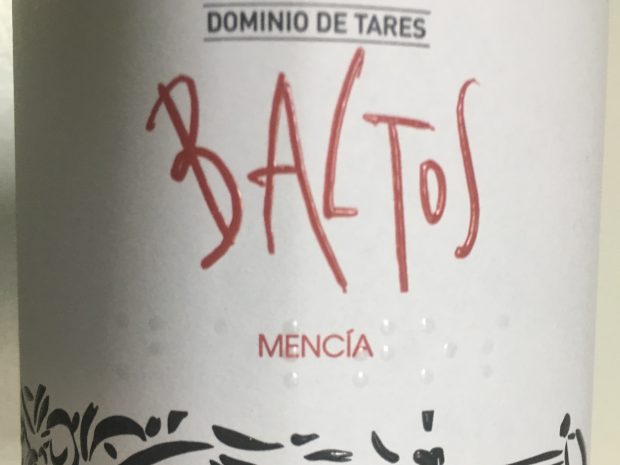 DOMINIO DE TARES
BALTOS
MENCÍA